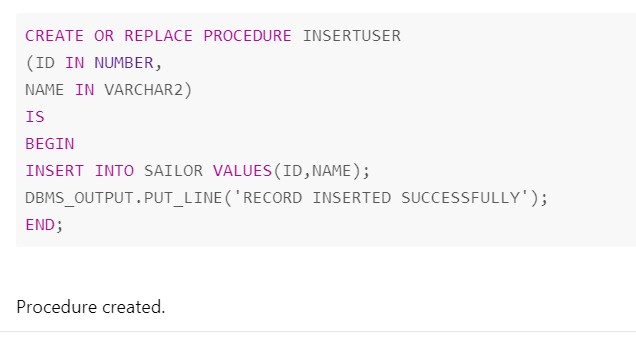 CREATE OR REPLACE PROCEDURE INSERTUSER
(ID IN NUMBER,
NAME IN VARCHAR2)
IS
BEGIN
INSERT INTO SAILOR VALUES(ID,NAME);
DBMS_OUTPUT.PUT_LINE('RECORD INSERTED SUCCESSFULLY');
END;
Procedure created.